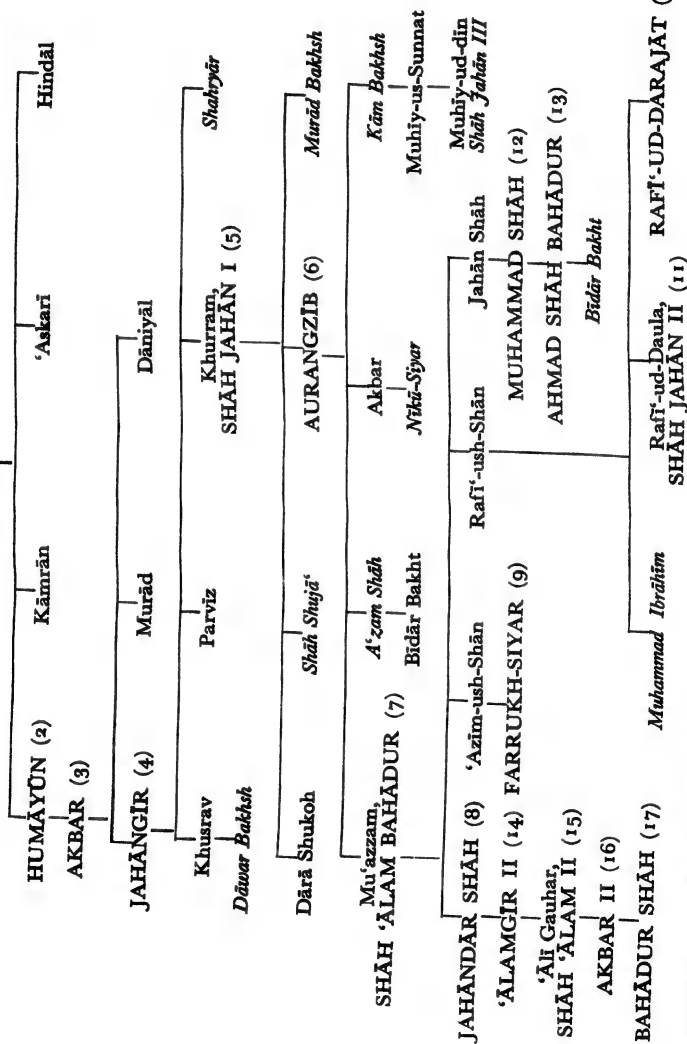 HUMĀYŪN (2)
Kāmrān
‘Askarī
Hindāl
AKBAR (3)
JAHĀNGĪR (4)
Murād
Dāniyāl
Khusrav
Parvīz
Khurram,
SHĀH JAHĀN I (5)
Shahryār
Dāwar Bakhsh
Dārā Shukoh
Shāh Shujā‘
AURANGZĪB (6)
Murād Bakhsh
Mu‘azzam,
SHĀH ‘ĀLAM BAHĀDUR (7)
A‘zam Shāh
Akbar
Kām Bakhsh
Bīdār Bakht
Nīkū-Siyar
Muhīy-us-Sunnat
Muhīy-ud-dīn
Shāh Jahān III
JAHĀNDĀR SHĀH (8)
‘Azīm-ush-Shān
Rafī‘-ush-Shān
Jahān Shāh
‘ĀLAMGĪR II (14)
FARRUKH-SIYAR (9)
MUHAMMAD SHĀH (12)
‘Ālī Gauhar,
SHĀH ‘ĀLAM II (15)
AHMAD SHĀH BAHĀDUR (13)
AKBAR II (16)
Bīdār Bakht
BAHĀDUR SHĀH (17)
Muhammad Ibrāhīm
Rafī‘-ud-Daula,
SHĀH JAHĀN II (11)
RAFĪ‘-UD-DARAJĀT (